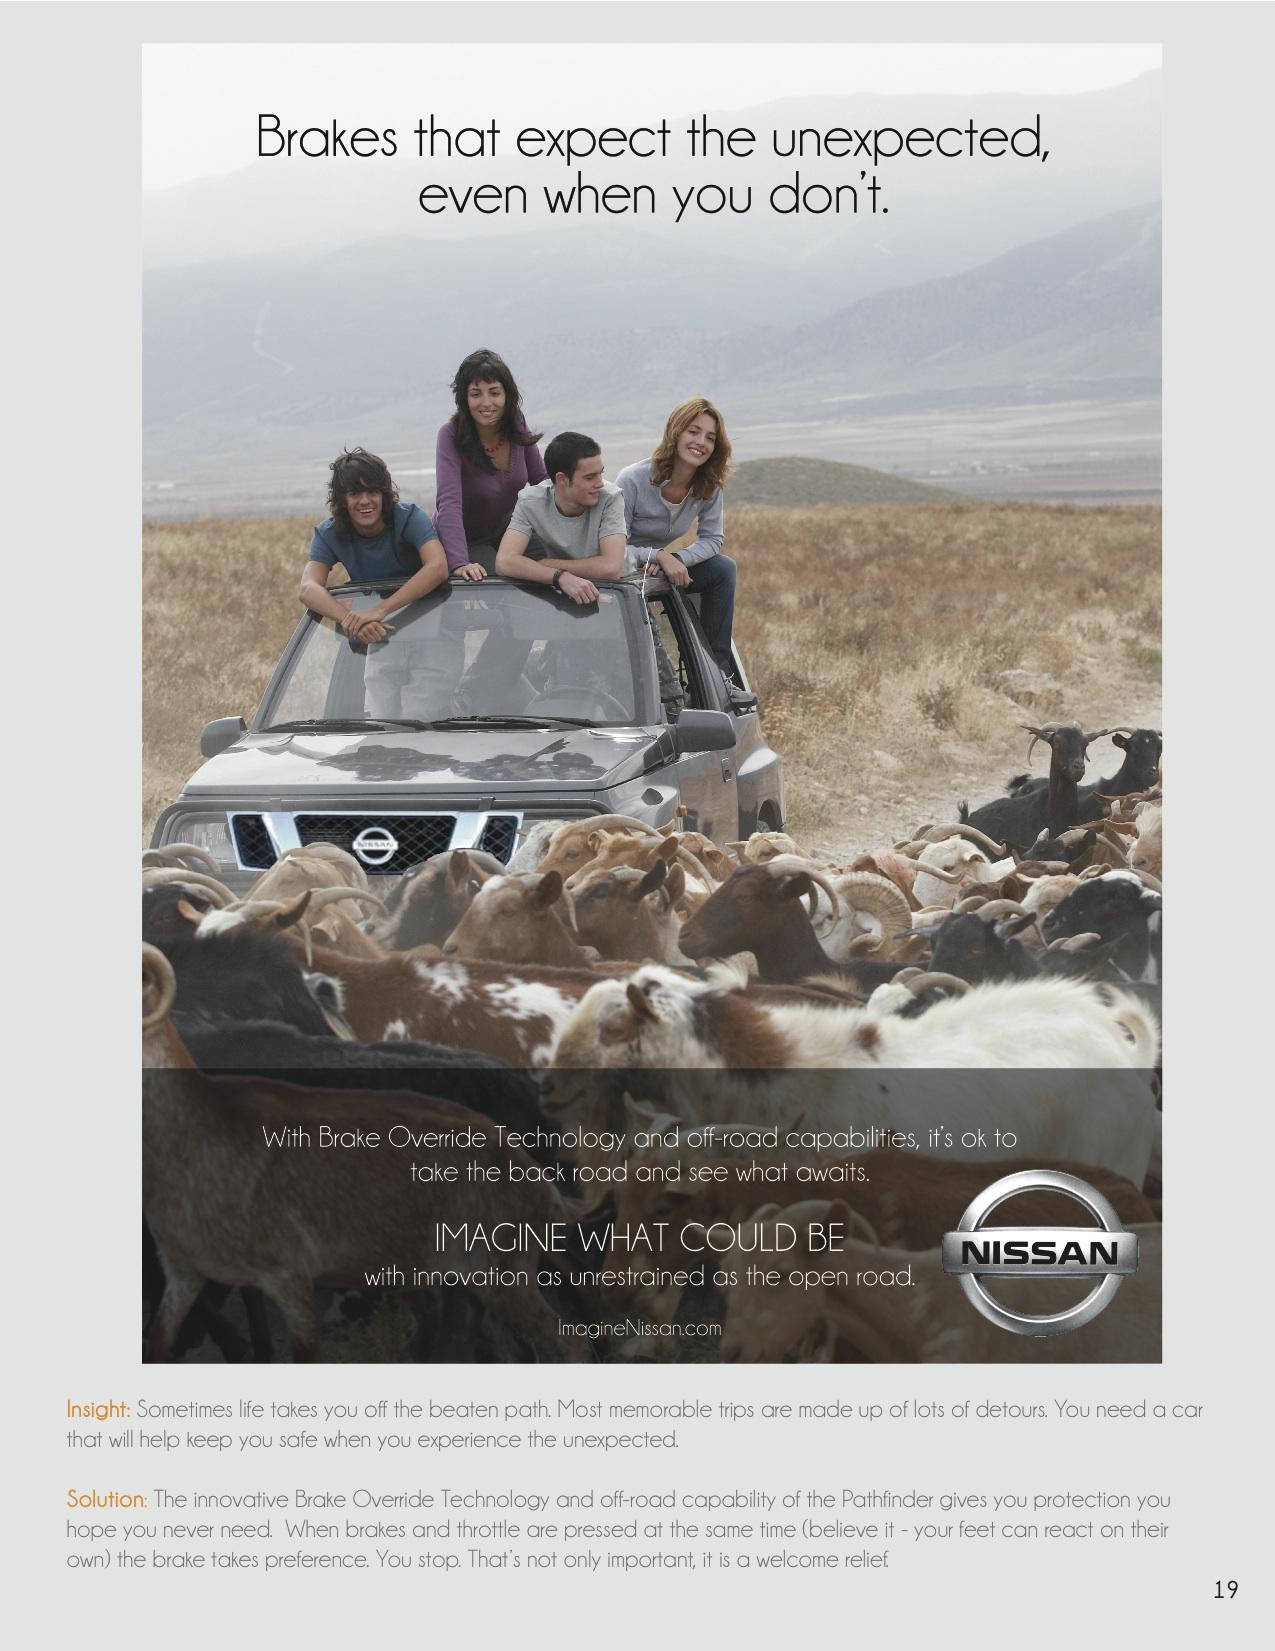 Brakes that expect the unexpected,
even when you don't.
NISSAN
With Brake Override Technology and off-road capabilities, it's ok to
take the back road and see what awaits.
IMAGINE WHAT COULD BE
with innovation as unrestrained as the open road.
NISSAN
ImagineNissan.com
Insight: Sometimes life takes you off the beaten path. Most memorable trips are made up of lots of detours. You need a car
that will help keep you safe when you experience the unexpected.
Solution: The innovative Brake Override Technology and off-road capability of the Pathfinder gives you protection you
hope you never need.  When brakes and throttle are pressed at the same time (believe it - your feet can react on their
own) the brake takes preference. You stop. That's not only important, it is a welcome relief.
19